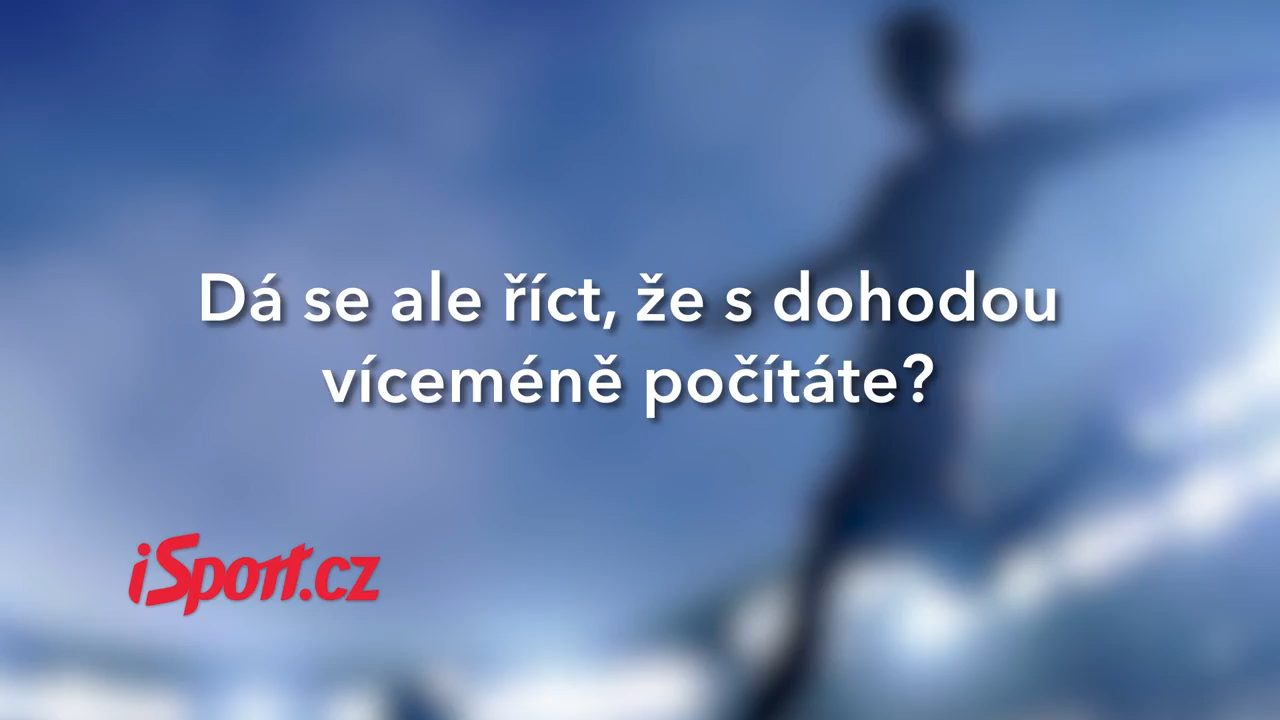 Dá se ale říct, že s dohodou
víceméně počítáte?
iSport.cz